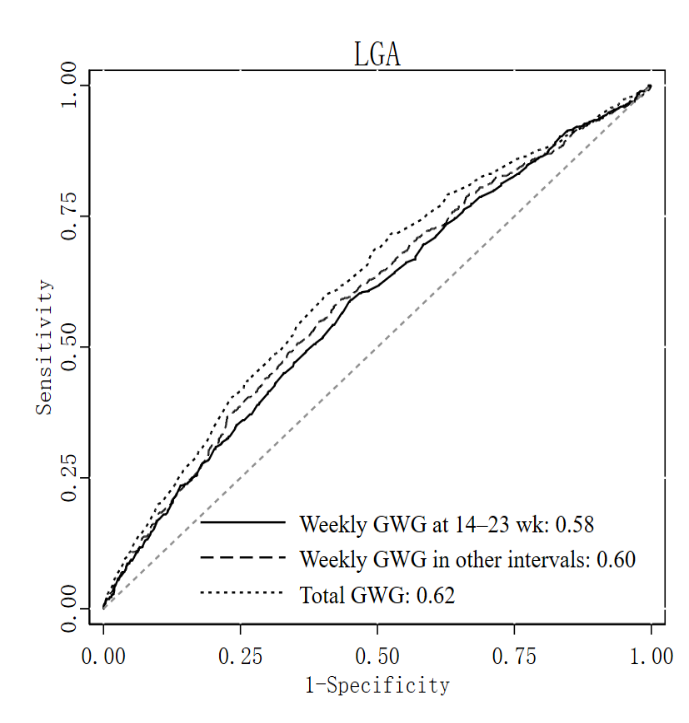 LGA
1.00
0.75
0.50
0.25
0.00
Sensitivity
Weekly GWG at 14–23 wk: 0.58
Weekly GWG in other intervals: 0.60
Total GWG: 0.62
0.00 0.25 0.50 0.75 1.00
1-Specificity